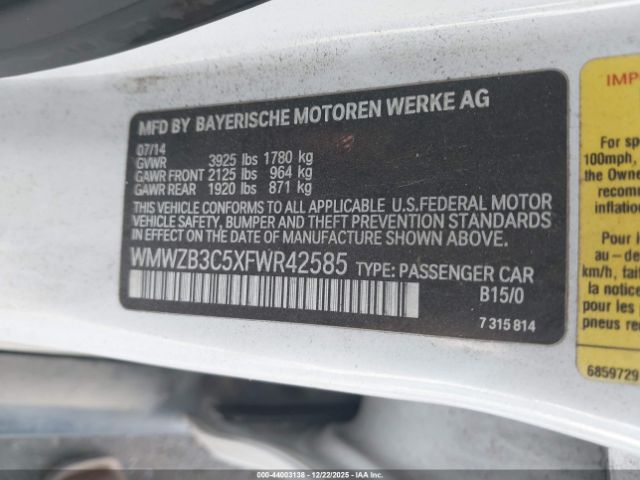 MFD BY BAYERISCHE MOTOREN WERKE AG
07/14
GVWR 3925 lbs 1780 kg
GAWR FRONT 2125 lbs 964 kg
GAWR REAR 1920 lbs 871 kg
THIS VEHICLE CONFORMS TO ALL APPLICABLE U.S.FEDERAL MOTOR
VEHICLE SAFETY, BUMPER, AND THEFT PREVENTION STANDARDS
IN EFFECT ON THE DATE OF MANUFACTURE SHOWN ABOVE.
WMWZB3C5XFWR42585 TYPE: PASSENGER CAR
B15/0
7 315 814
IMP
For sp
100mph,
the Owne
recom
inflation
Pour
au-de
km/h, fait
la notice
pour les
pneus re
6859729
000-44003138 - 12/22/2025 - IAAI.COM